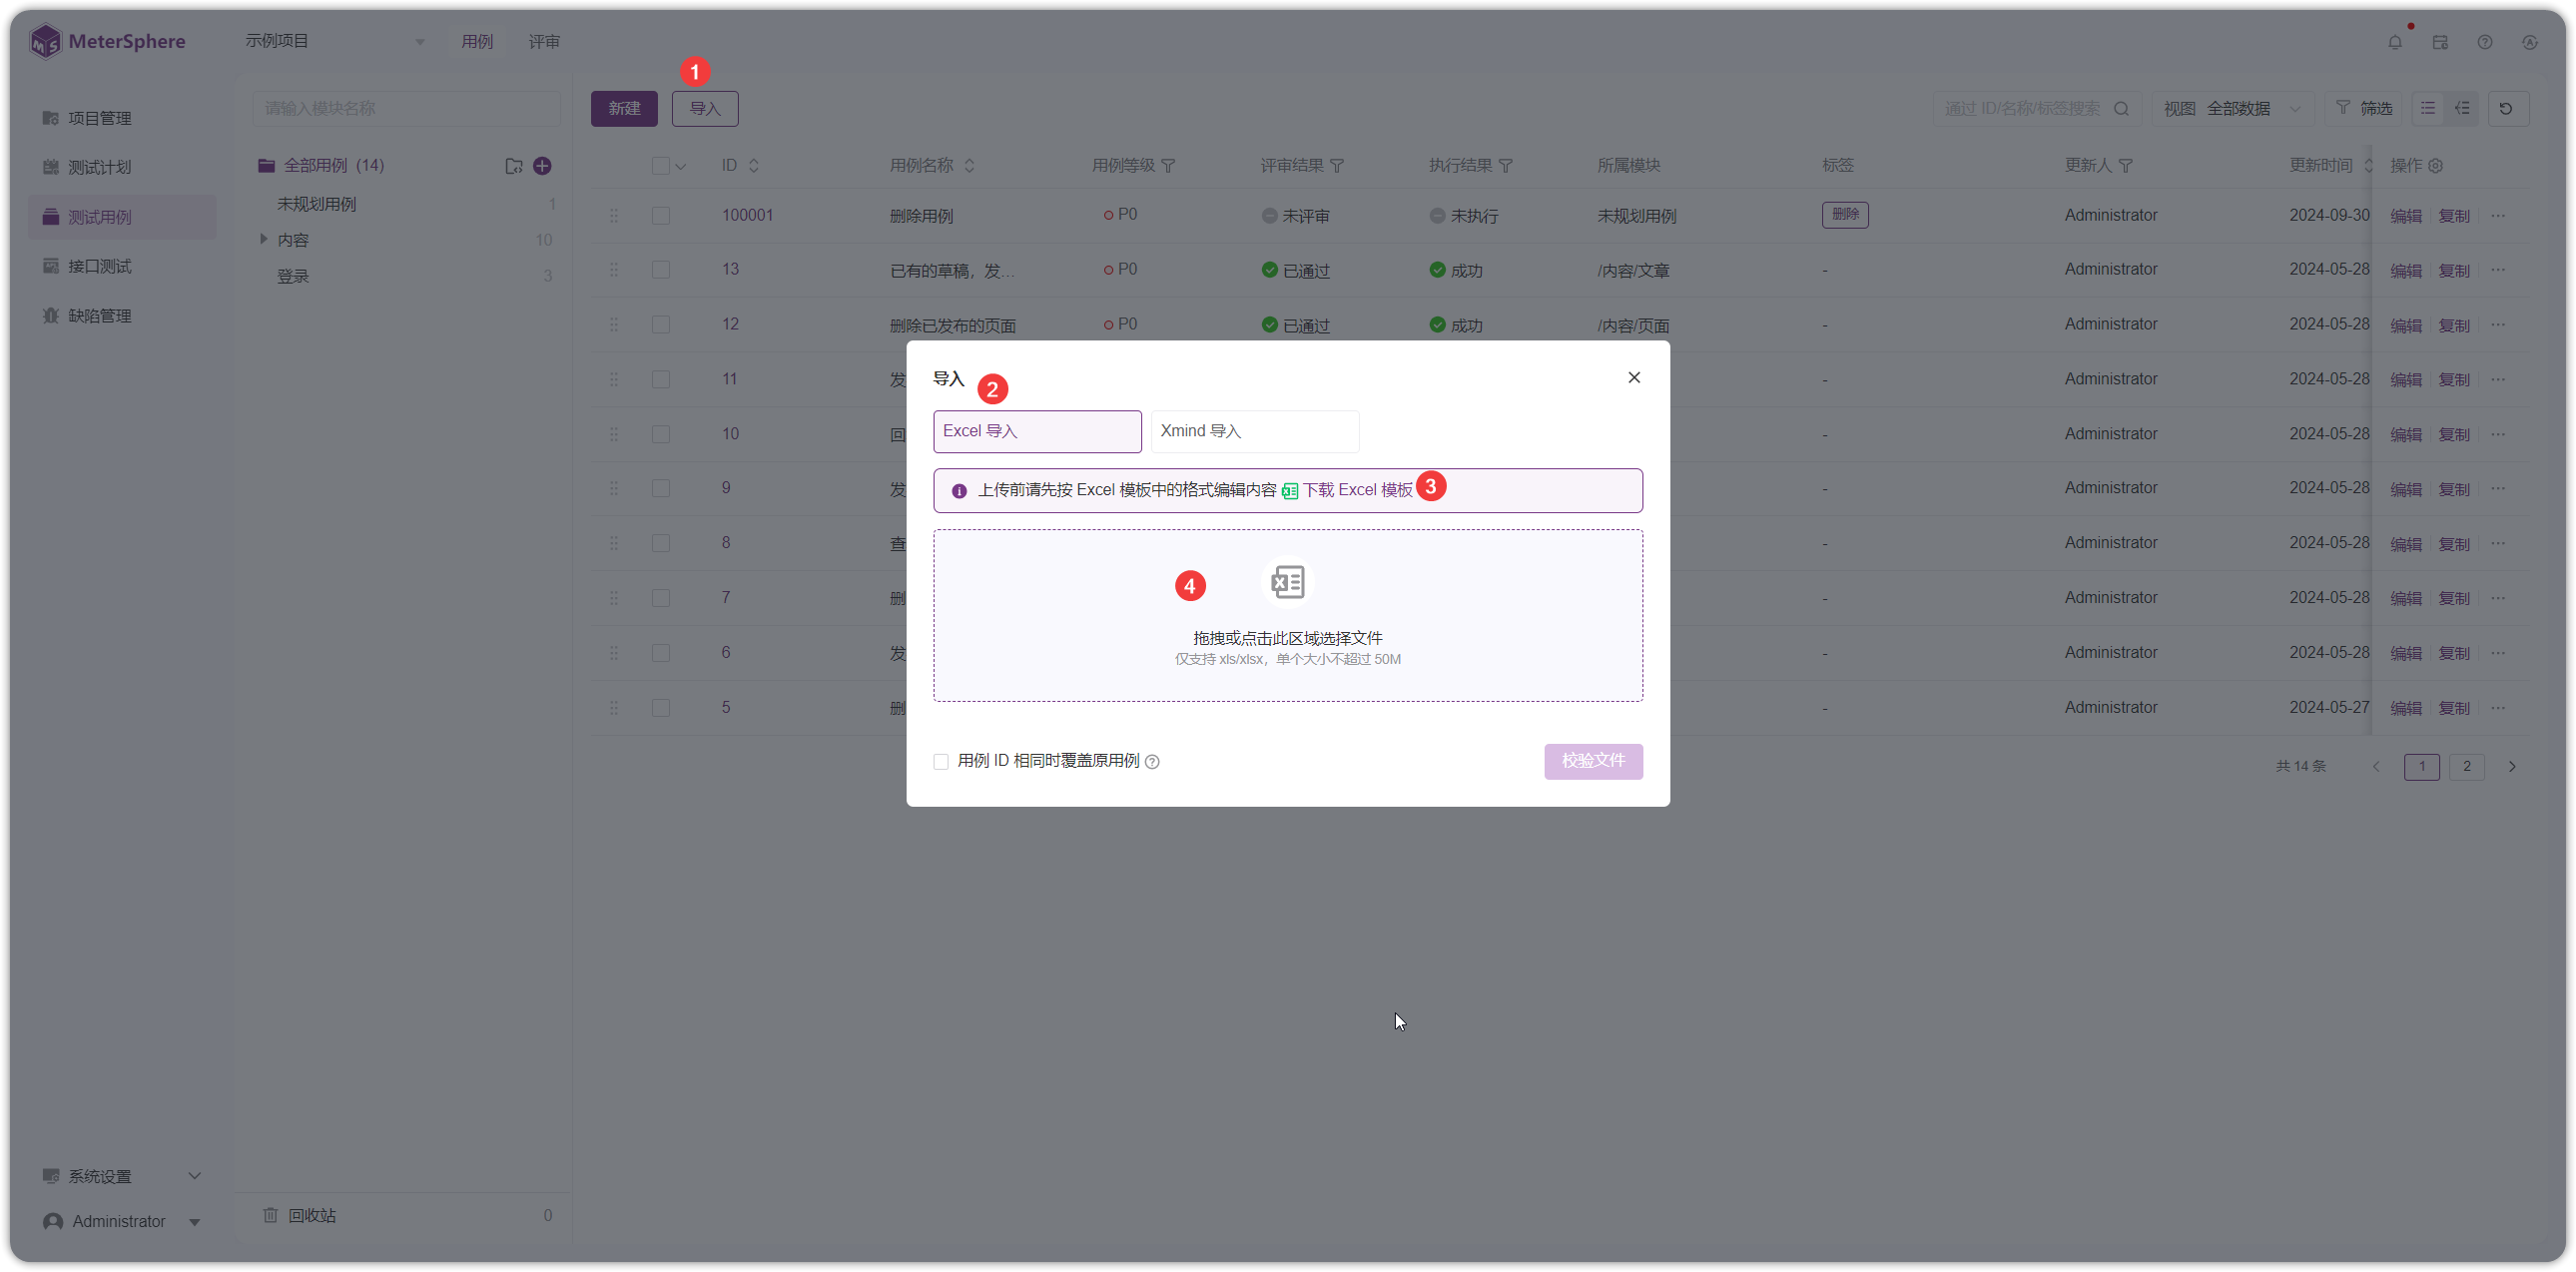 MeterSphere
示例项目
用例 评审
1
请输入模块名称
新建 导入
通过 ID/名称/标签搜索
视图 全部数据
筛选
项目管理
测试计划
测试用例
接口测试
缺陷管理
全部用例 (14)
未规划用例 1
内容 10
登录 3
ID 用例名称 用例等级 评审结果 执行结果 所属模块 标签 更新人 更新时间 操作
100001 删除用例 P0 未评审 未执行 未规划用例 删除 Administrator 2024-09-30 编辑 复制 ...
13 已有的草稿，发... P0 已通过 成功 /内容/文章 - Administrator 2024-05-28 编辑 复制 ...
12 删除已发布的页面 P0 已通过 成功 /内容/页面 - Administrator 2024-05-28 编辑 复制 ...
11 发 - Administrator 2024-05-28 编辑 复制 ...
10 回 - Administrator 2024-05-28 编辑 复制 ...
9 发 - Administrator 2024-05-28 编辑 复制 ...
8 查 - Administrator 2024-05-28 编辑 复制 ...
7 删 - Administrator 2024-05-28 编辑 复制 ...
6 发 - Administrator 2024-05-28 编辑 复制 ...
5 删 - Administrator 2024-05-27 编辑 复制 ...
共 14 条 1 2
导入
2
Excel 导入 Xmind 导入
上传前请先按 Excel 模板中的格式编辑内容 下载 Excel 模板 3
4
拖拽或点击此区域选择文件
仅支持 xls/xlsx，单个大小不超过 50M
用例 ID 相同时覆盖原用例
校验文件
系统设置
Administrator
回收站 0